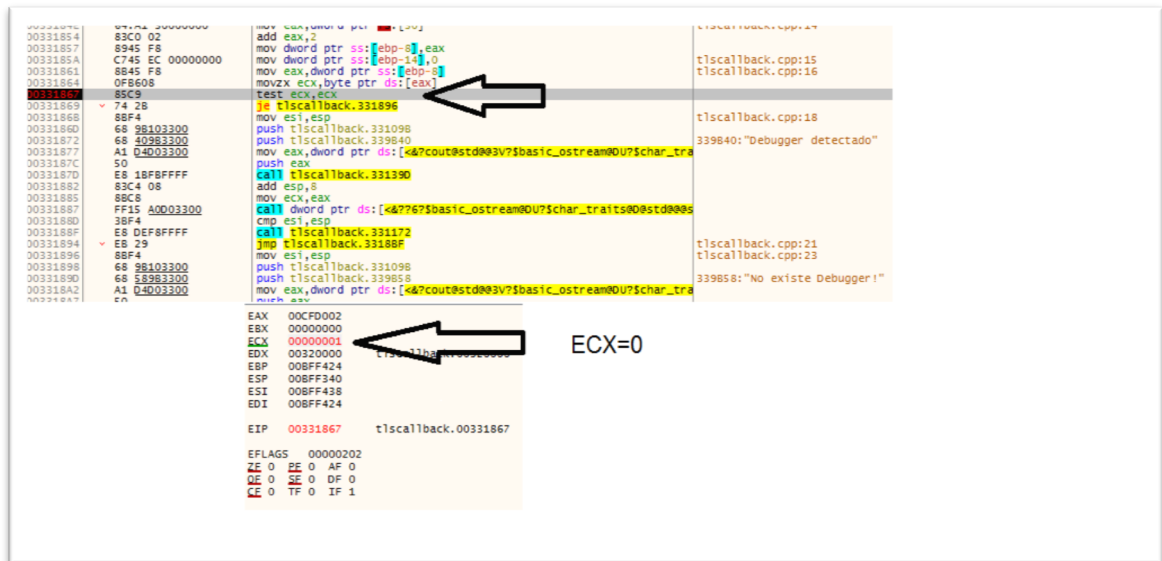 add eax,2
00331854 83C0 02
00331857 8945 F8 mov dword ptr ss:[ebp-8],eax
0033185A C745 EC 00000000 mov dword ptr ss:[ebp-14],0 tlscallback.cpp:15
00331861 8B45 F8 mov eax,dword ptr ss:[ebp-8] tlscallback.cpp:16
00331864 0FB608 movzx ecx,byte ptr ds:[eax]
00331867 85C9 test ecx,ecx
00331869 74 2B je tlscallback.331896
0033186B 8BF4 mov esi,esp tlscallback.cpp:18
0033186D 68 9B103300 push tlscallback.33109B
00331872 68 409B3300 push tlscallback.339B40 339B40:"Debugger detectado"
00331877 A1 D4D03300 mov eax,dword ptr ds:[<&?cout@std@@3V?$basic_ostream@DU?$char_tra
0033187C 50 push eax
0033187D E8 1BFBFFFF call tlscallback.33139D
00331882 83C4 08 add esp,8
00331885 8BC8 mov ecx,eax
00331887 FF15 A0D03300 call dword ptr ds:[<&??6?$basic_ostream@DU?$char_traits@D@std@@@s
0033188D 3BF4 cmp esi,esp
0033188F E8 DEF8FFFF call tlscallback.331172
00331894 EB 29 jmp tlscallback.3318BF tlscallback.cpp:21
00331896 8BF4 mov esi,esp tlscallback.cpp:23
00331898 68 9B103300 push tlscallback.33109B
0033189D 68 589B3300 push tlscallback.339B58 339B58:"No existe Debugger!"
003318A2 A1 D4D03300 mov eax,dword ptr ds:[<&?cout@std@@3V?$basic_ostream@DU?$char_tra
EAX 00CFD002
EBX 00000000
ECX 00000001
EDX 00320000
EBP 00BFF424
ESP 00BFF340
ESI 00BFF438
EDI 00BFF424
EIP 00331867 tlscallback.00331867
EFLAGS 00000202
ZF 0 PF 0 AF 0
OF 0 SF 0 DF 0
CF 0 TF 0 IF 1
ECX=0